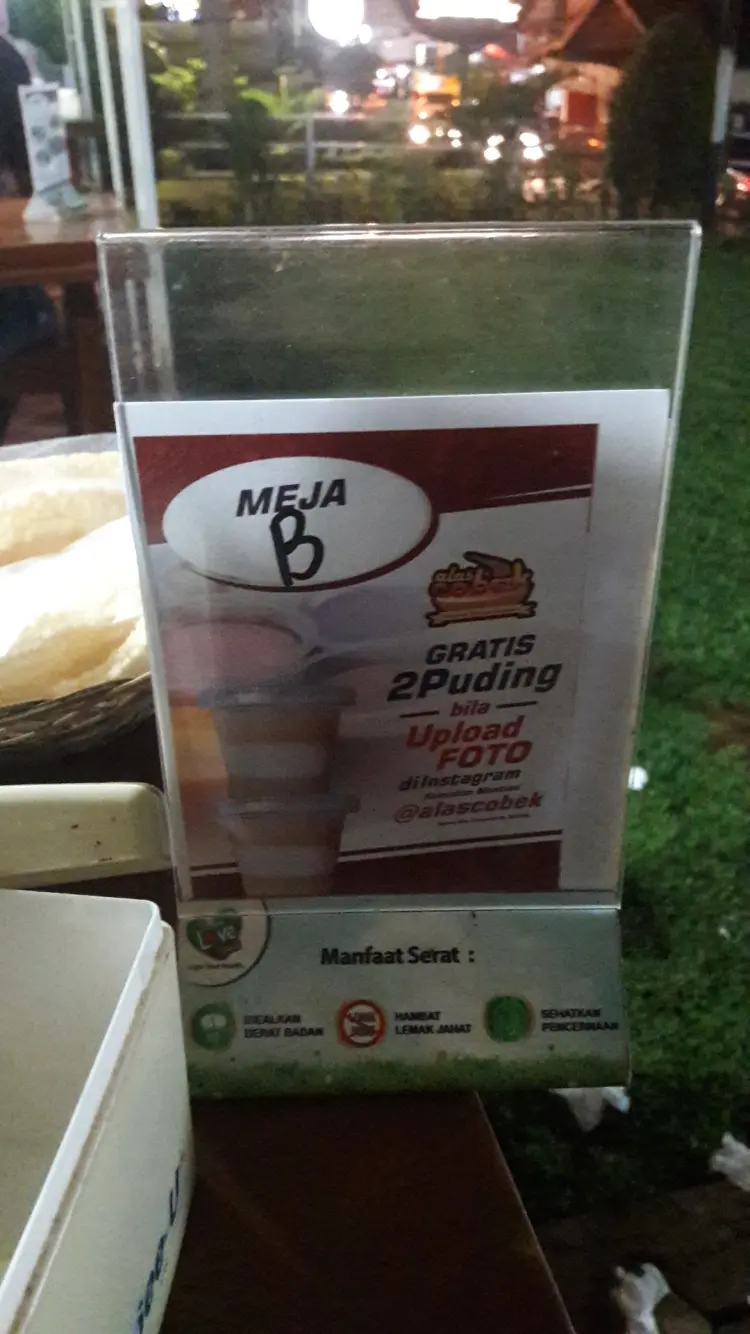 MEJA
B
alas
cobek
GRATIS
2Puding
bila
Upload
FOTO
diInstagram
@alascobek
Love
Manfaat Serat :
IDEALKAN
BERAT BADAN
HAMBAT
LEMAK JAHAT
SEHATKAN
PENCERNAAN